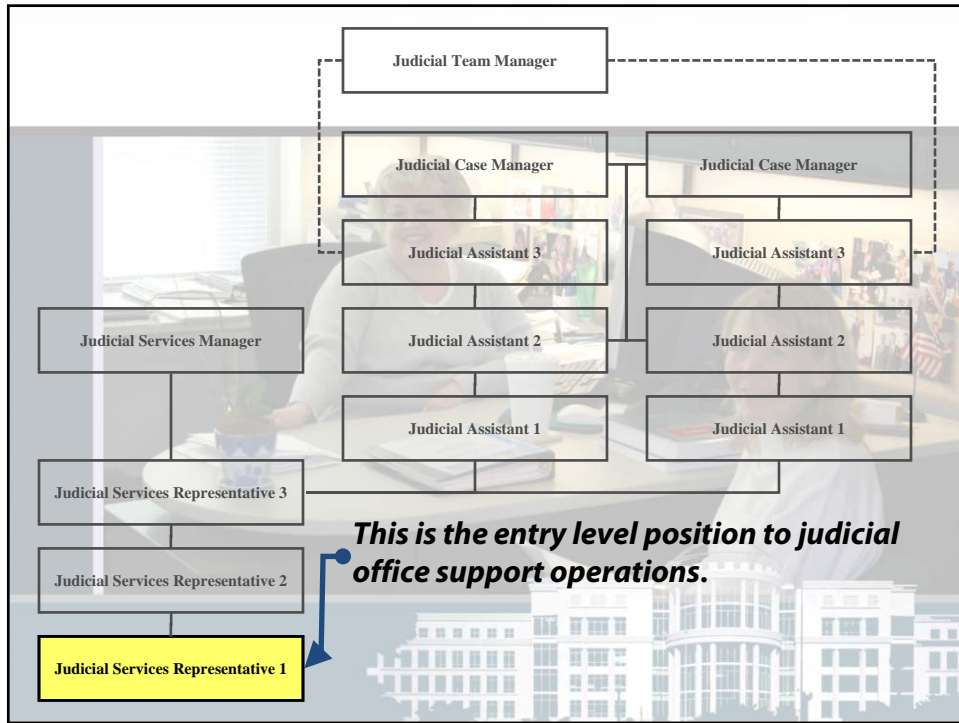 Judicial Team Manager
Judicial Case Manager
Judicial Case Manager
Judicial Assistant 3
Judicial Assistant 3
Judicial Services Manager
Judicial Assistant 2
Judicial Assistant 2
Judicial Assistant 1
Judicial Assistant 1
Judicial Services Representative 3
This is the entry level position to judicial
office support operations.
Judicial Services Representative 2
Judicial Services Representative 1